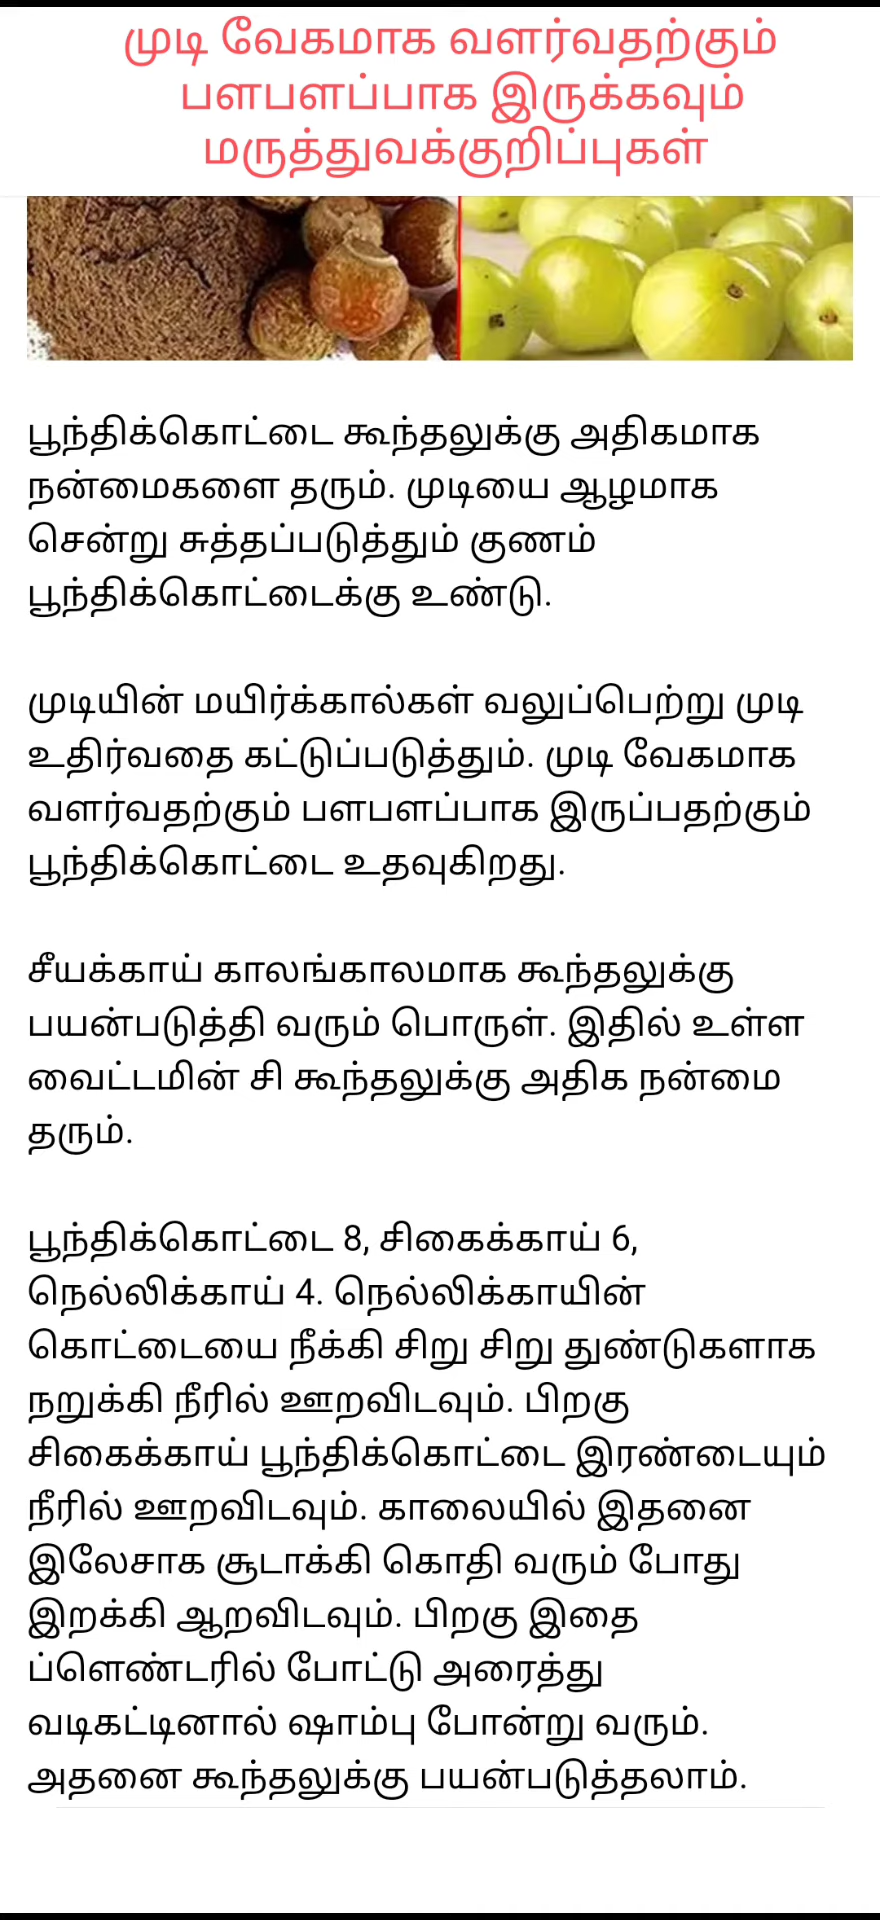 முடி வேகமாக வளர்வதற்கும்
பளபளப்பாக இருக்கவும்
மருத்துவக்குறிப்புகள்
பூந்திக்கொட்டை கூந்தலுக்கு அதிகமாக
நன்மைகளை தரும். முடியை ஆழமாக
சென்று சுத்தப்படுத்தும் குணம்
பூந்திக்கொட்டைக்கு உண்டு.
முடியின் மயிர்க்கால்கள் வலுப்பெற்று முடி
உதிர்வதை கட்டுப்படுத்தும். முடி வேகமாக
வளர்வதற்கும் பளபளப்பாக இருப்பதற்கும்
பூந்திக்கொட்டை உதவுகிறது.
சீயக்காய் காலங்காலமாக கூந்தலுக்கு
பயன்படுத்தி வரும் பொருள். இதில் உள்ள
வைட்டமின் சி கூந்தலுக்கு அதிக நன்மை
தரும்.
பூந்திக்கொட்டை 8, சிகைக்காய் 6,
நெல்லிக்காய் 4. நெல்லிக்காயின்
கொட்டையை நீக்கி சிறு சிறு துண்டுகளாக
நறுக்கி நீரில் ஊறவிடவும். பிறகு
சிகைக்காய் பூந்திக்கொட்டை இரண்டையும்
நீரில் ஊறவிடவும். காலையில் இதனை
இலேசாக சூடாக்கி கொதி வரும் போது
இறக்கி ஆறவிடவும். பிறகு இதை
ப்ளெண்டரில் போட்டு அரைத்து
வடிகட்டினால் ஷாம்பு போன்று வரும்.
அதனை கூந்தலுக்கு பயன்படுத்தலாம்.